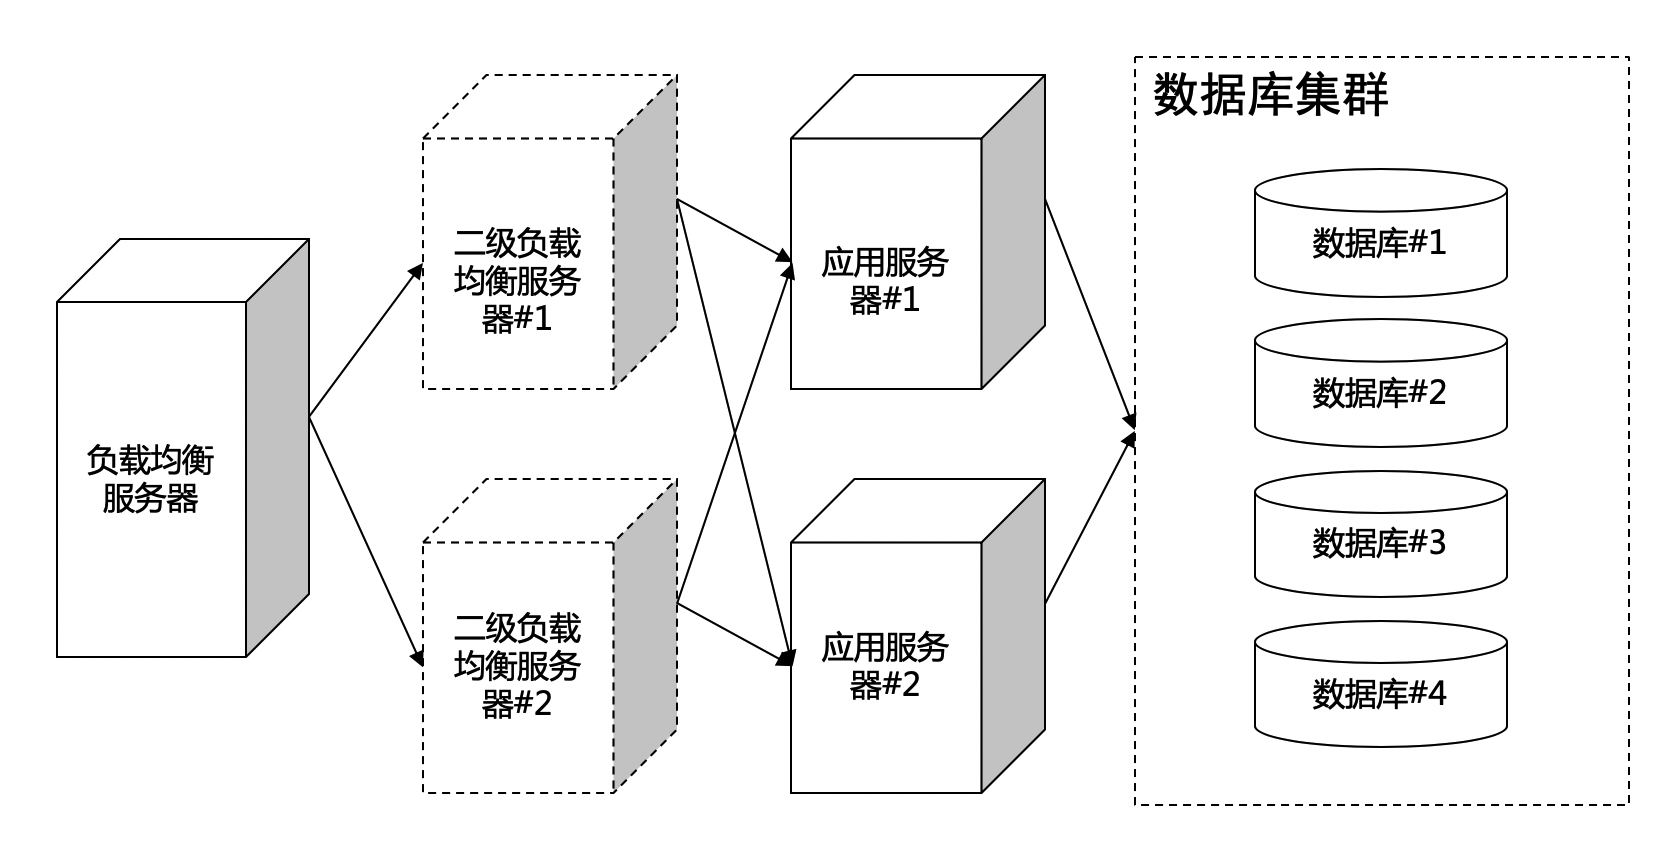 负载均衡
服务器
二级负载
均衡服务
器#1
二级负载
均衡服务
器#2
应用服务
器#1
应用服务
器#2
数据库集群
数据库#1
数据库#2
数据库#3
数据库#4